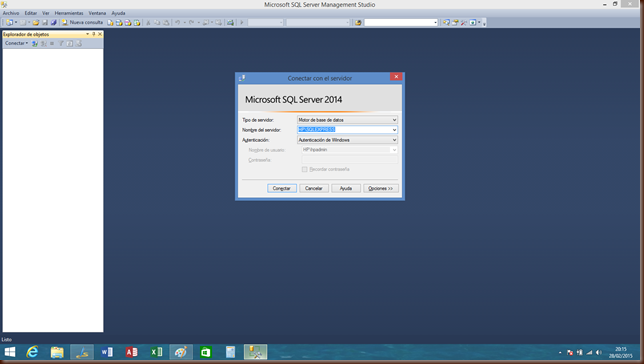 Microsoft SQL Server Management Studio
Archivo Editar Ver Herramientas Ventana Ayuda
Nueva consulta
Explorador de objetos
Conectar
Conectar con el servidor
Microsoft SQL Server 2014
Tipo de servidor: Motor de base de datos
Nombre del servidor: HP\SQLEXPRESS
Autenticación: Autenticación de Windows
Nombre de usuario:
Contraseña:
Recordar contraseña
Conectar Cancelar Ayuda Opciones >>
Listo
20:15
28/02/2015